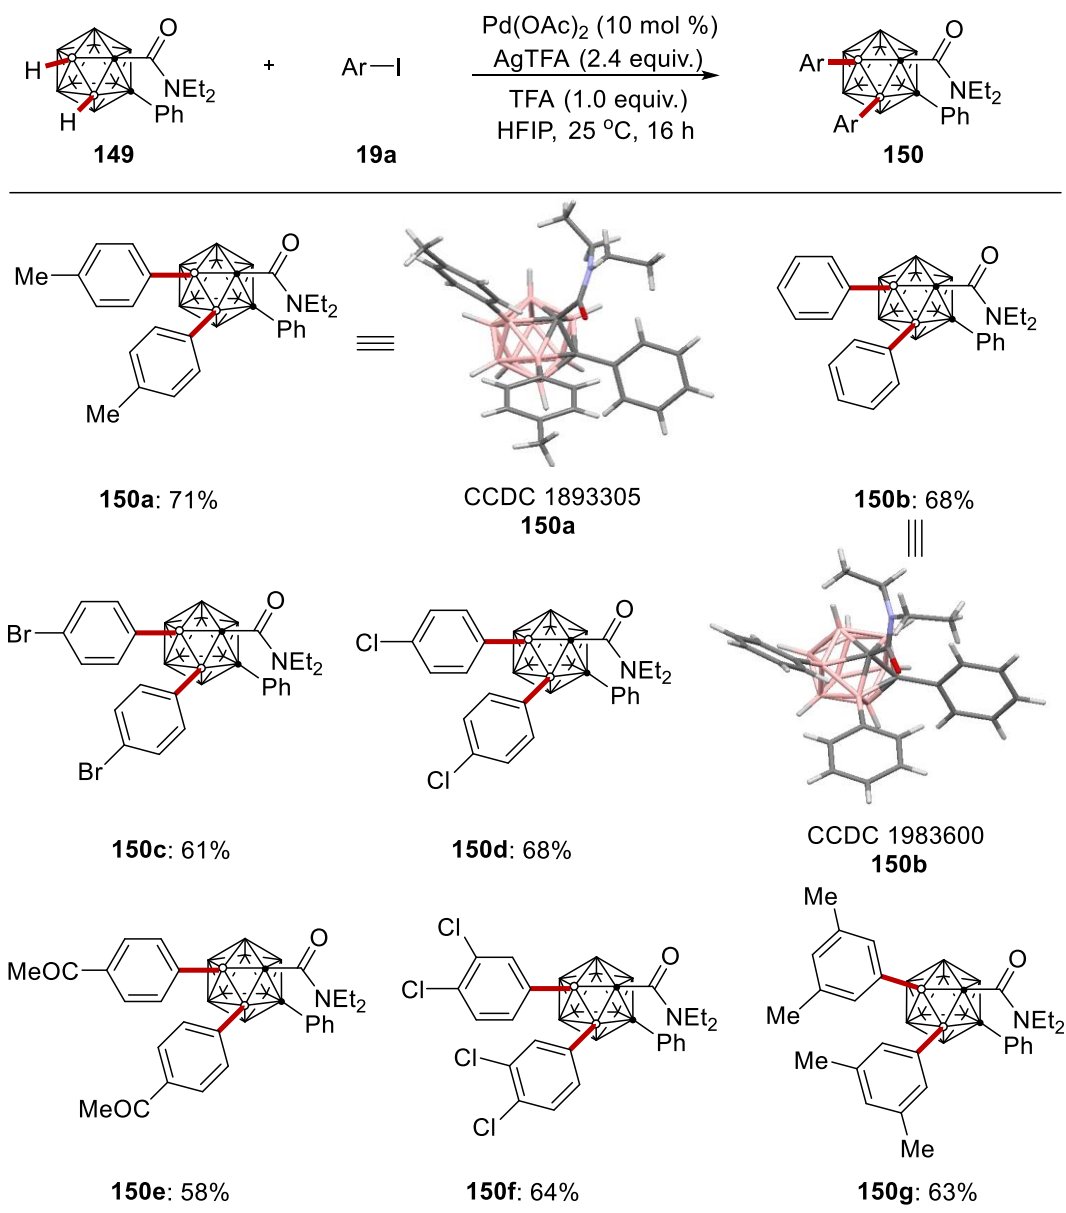 Pd(OAc)2 (10 mol %)
AgTFA (2.4 equiv.)
TFA (1.0 equiv.)
HFIP, 25 oC, 16 h
H
H
O
NEt2
Ph
149
+
Ar—I
19a
Ar
Ar
O
NEt2
Ph
150
Me
Me
O
NEt2
Ph
150a: 71%
CCDC 1893305
150a
O
NEt2
Ph
150b: 68%
Br
Br
O
NEt2
Ph
150c: 61%
Cl
Cl
O
NEt2
Ph
150d: 68%
CCDC 1983600
150b
MeOC
MeOC
O
NEt2
Ph
150e: 58%
Cl
Cl
Cl
Cl
O
NEt2
Ph
150f: 64%
Me
Me
Me
Me
O
NEt2
Ph
150g: 63%